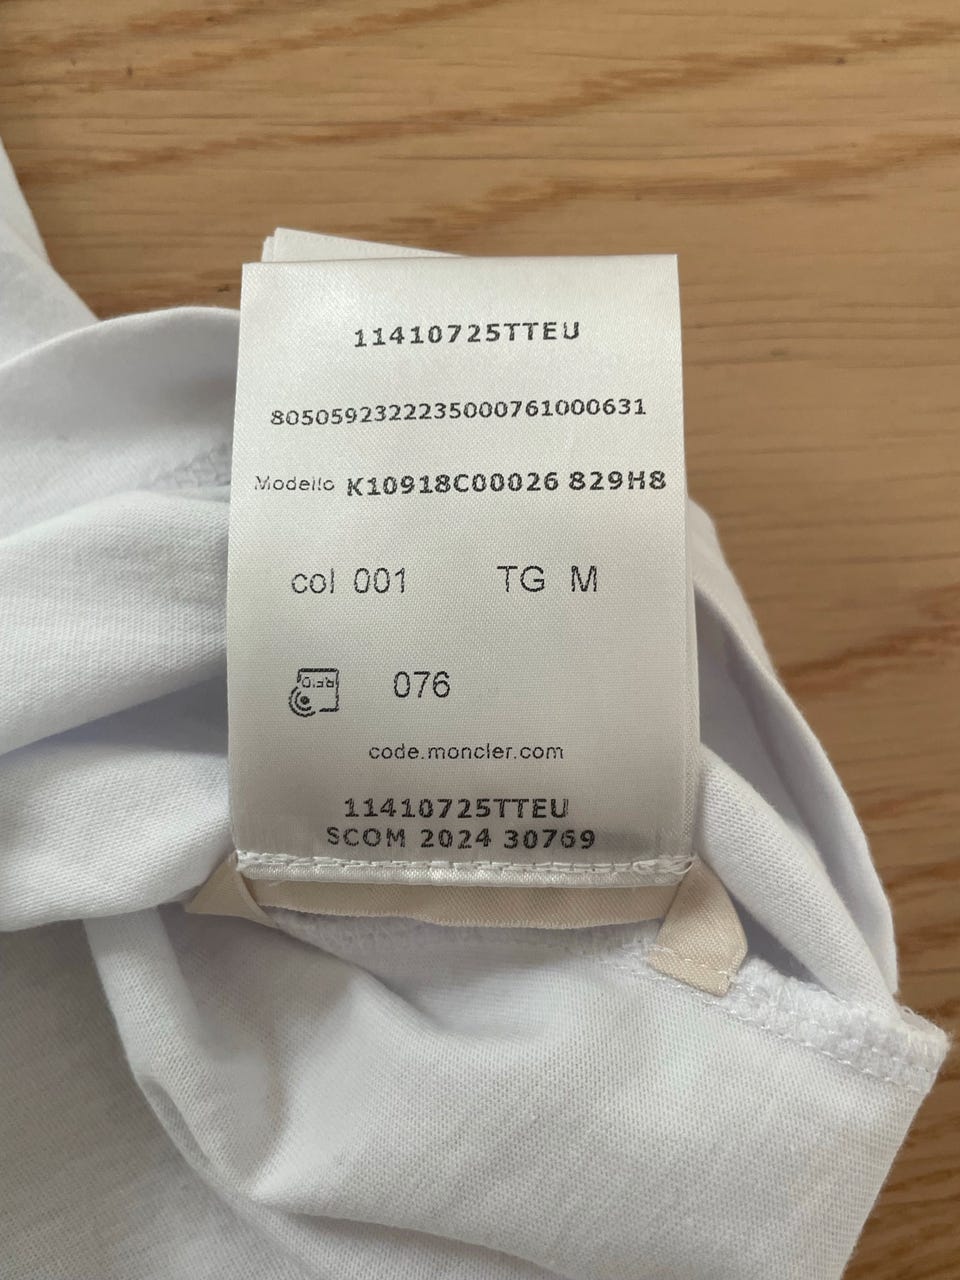 11410725TTEU
8050592322235000761000631
Modello K10918C00026 829H8
col 001 TG M
RFID 076
code.moncler.com
11410725TTEU
SCOM 2024 30769